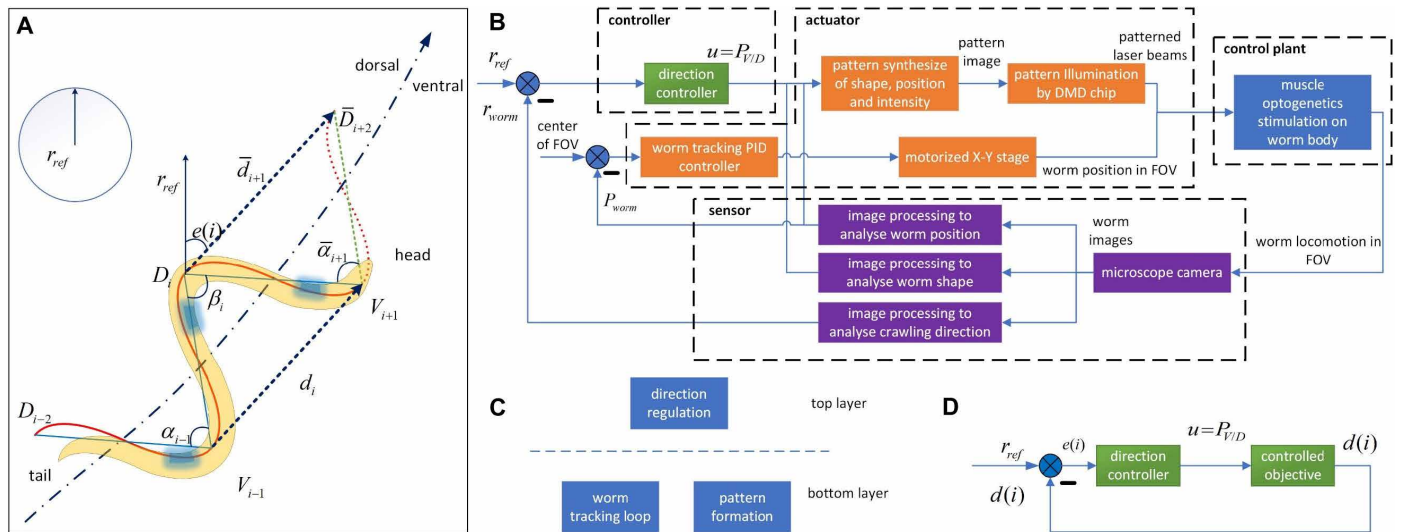 A
dorsal
ventral
r_ref
r_ref
D̅_{i+2}
d̅_{i+1}
e(i)
α̅_{i+1}
head
D_i
β_i
V_{i+1}
d_i
D_{i-2}
α_{i-1}
tail
V_{i-1}
B
controller
actuator
control plant
r_ref
r_worm
direction
controller
u=P_{V/D}
pattern synthesize
of shape, position
and intensity
pattern
image
pattern Illumination
by DMD chip
patterned
laser beams
muscle
optogenetics
stimulation on
worm body
center
of FOV
worm tracking PID
controller
motorized X-Y
stage
worm position in FOV
P_worm
sensor
image processing to
analyse worm position
image processing to
analyse worm shape
image processing to
analyse crawling direction
worm
images
microscope camera
worm locomotion in
FOV
C
direction
regulation
top layer
worm
tracking loop
pattern
formation
bottom layer
D
r_ref
e(i)
d(i)
direction
controller
u=P_{V/D}
controlled
objective
d(i)